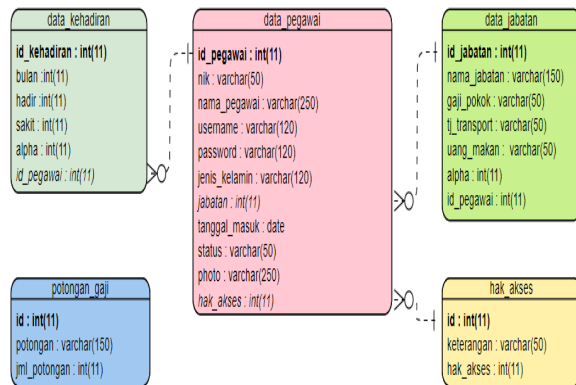 data_kehadiran
id_kehadiran : int(11)
bulan :int(11)
hadir :int(11)
sakit : int(11)
alpha : int(11)
id_pegawai : int(11)
data_pegawai
id_pegawai : int(11)
nik : varchar(50)
nama_pegawai : varchar(250)
username : varchar(120)
password : varchar(120)
jenis_kelamin : varchar(120)
jabatan : int(11)
tanggal_masuk : date
status : varchar(50)
photo : varchar(250)
hak_akses : int(11)
data_jabatan
id_jabatan : int(11)
nama_jabatan : varchar(150)
gaji_pokok : varchar(50)
tj_transport : varchar(50)
uang_makan : varchar(50)
alpha : int(11)
id_pegawai : int(11)
potongan_gaji
id : int(11)
potongan : varchar(150)
jml_potongan : int(11)
hak_akses
id : int(11)
keterangan : varchar(50)
hak_akses : int(11)